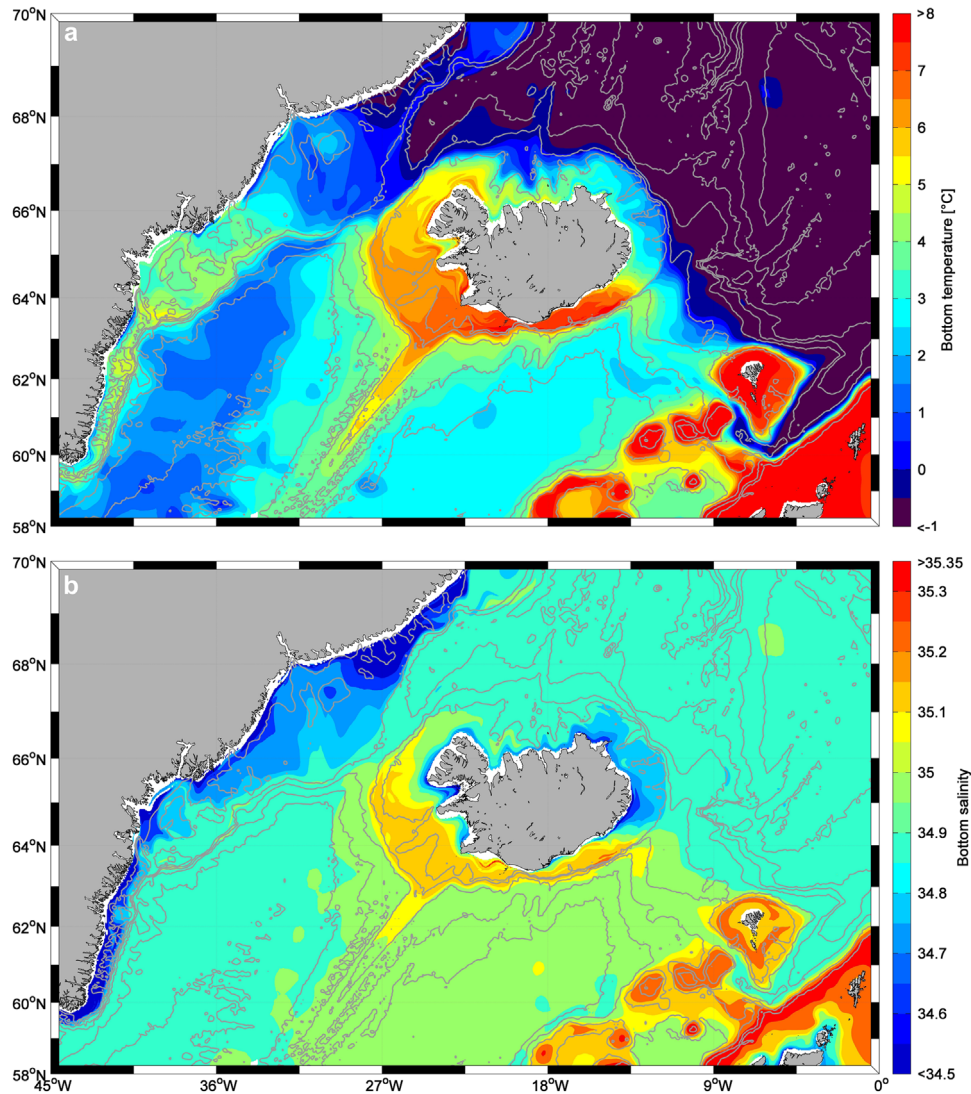 a
70°N
68°N
66°N
64°N
62°N
60°N
58°N
>8
7
6
5
4
3
2
1
0
<-1
Bottom temperature [°C]
b
70°N
68°N
66°N
64°N
62°N
60°N
58°N
45°W
36°W
27°W
18°W
9°W
0°
>35.35
35.3
35.2
35.1
35
34.9
34.8
34.7
34.6
<34.5
Bottom salinity